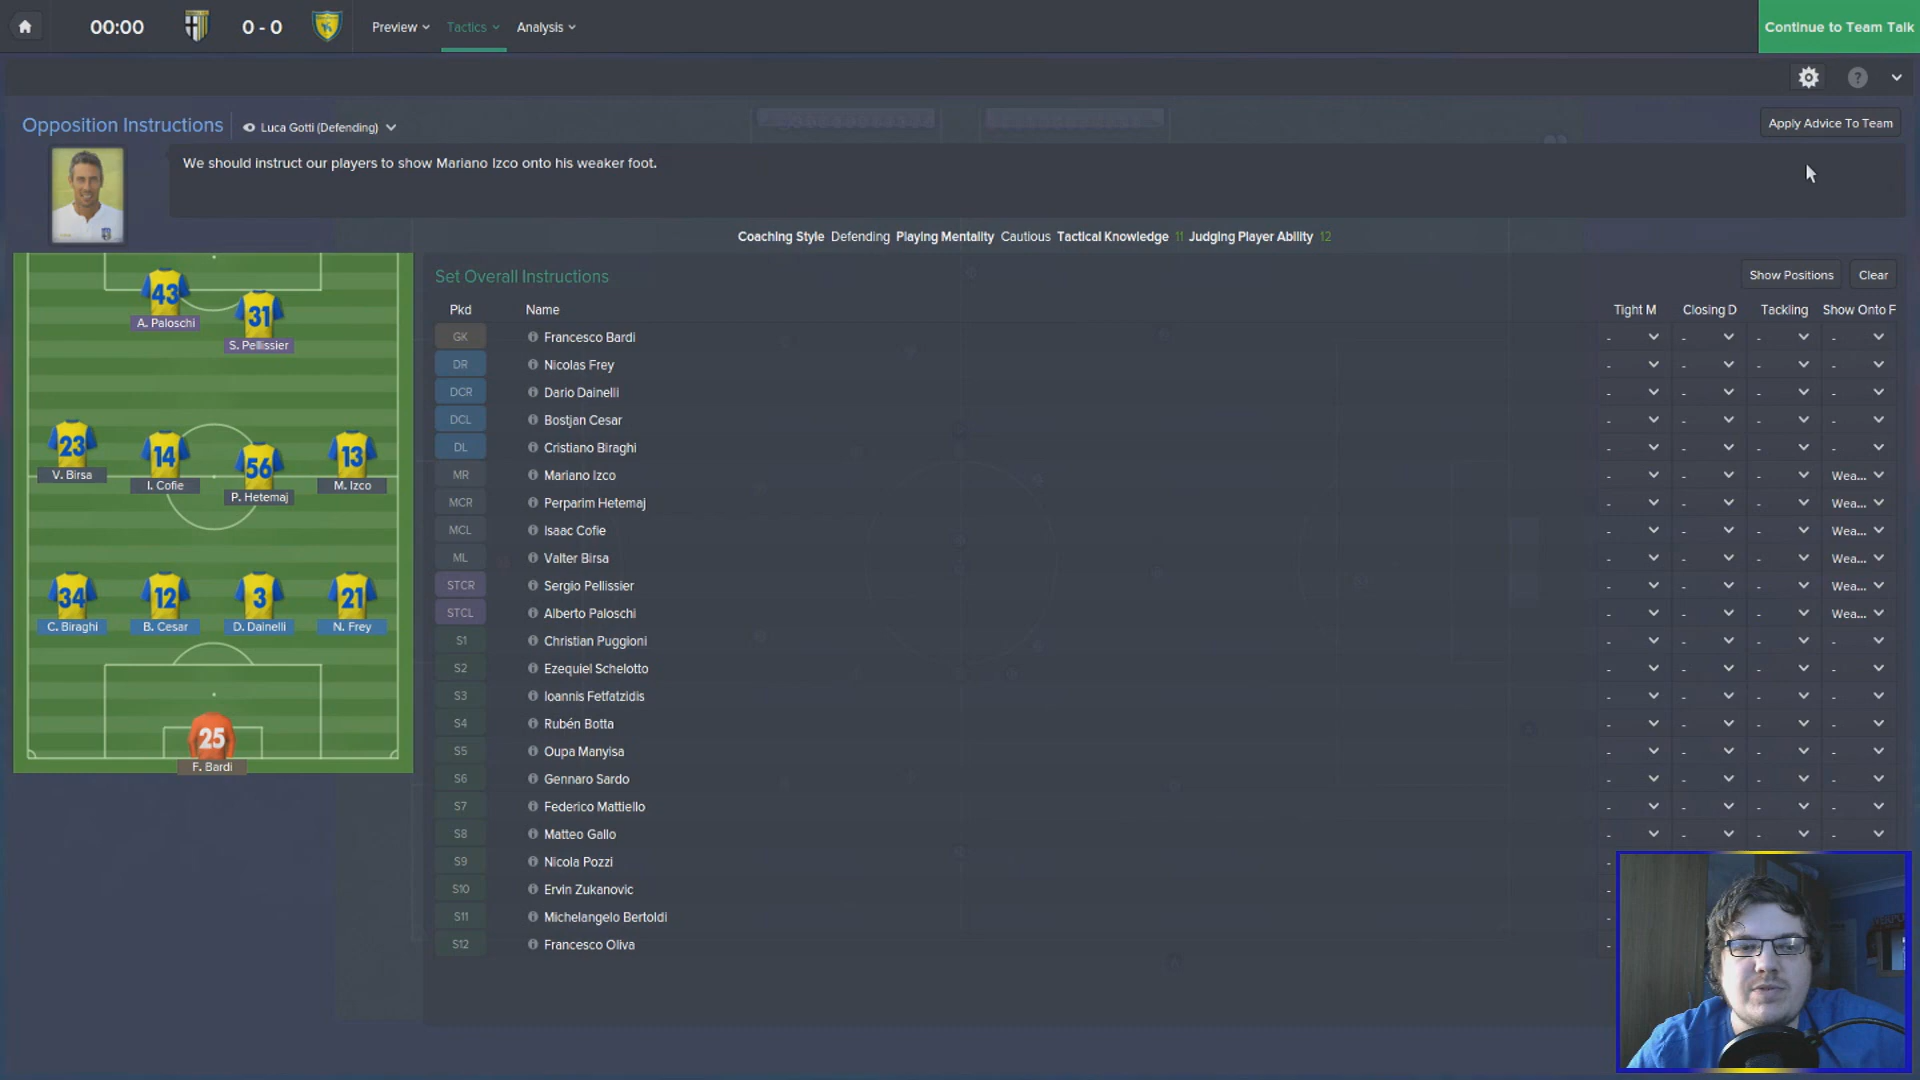 00:00
0 - 0
Preview
Tactics
Analysis
Continue to Team Talk
?
Opposition Instructions
Luca Gotti (Defending)
Apply Advice To Team
We should instruct our players to show Mariano Izco onto his weaker foot.
Coaching Style Defending Playing Mentality Cautious Tactical Knowledge 11 Judging Player Ability 12
43
A. Paloschi
31
S. Pellissier
23
V. Birsa
14
I. Cofie
56
P. Hetemaj
13
M. Izco
34
C. Biraghi
12
B. Cesar
3
D. Dainelli
21
N. Frey
25
F. Bardi
Set Overall Instructions
Show Positions
Clear
Pkd Name Tight M Closing D Tackling Show Onto F
GK Francesco Bardi - - - -
DR Nicolas Frey - - - -
DCR Dario Dainelli - - - -
DCL Bostjan Cesar - - - -
DL Cristiano Biraghi - - - -
MR Mariano Izco - - - Wea...
MCR Perparim Hetemaj - - - Wea...
MCL Isaac Cofie - - - Wea...
ML Valter Birsa - - - Wea...
STCR Sergio Pellissier - - - Wea...
STCL Alberto Paloschi - - - Wea...
S1 Christian Puggioni - - - -
S2 Ezequiel Schelotto - - - -
S3 Ioannis Fetfatzidis - - - -
S4 Rubén Botta - - - -
S5 Oupa Manyisa - - - -
S6 Gennaro Sardo - - - -
S7 Federico Mattiello - - - -
S8 Matteo Gallo - - - -
S9 Nicola Pozzi -
S10 Ervin Zukanovic -
S11 Michelangelo Bertoldi -
S12 Francesco Oliva -